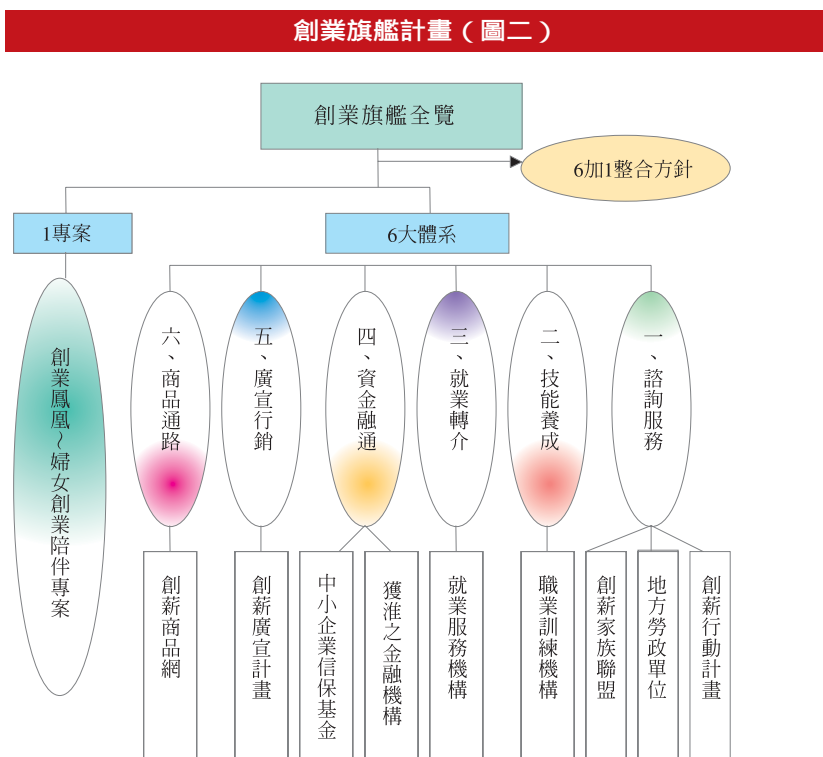 創業旗艦計畫（圖二）
創業旗艦全覽
6加1整合方針
1專案
6大體系
創業鳳凰～婦女創業陪伴專案
六、商品通路
五、廣宣行銷
四、資金融通
三、就業轉介
二、技能養成
一、諮詢服務
創薪商品網
創薪廣宣計畫
中小企業信保基金
獲淮之金融機構
就業服務機構
職業訓練機構
創薪家族聯盟
地方勞政單位
創薪行動計畫